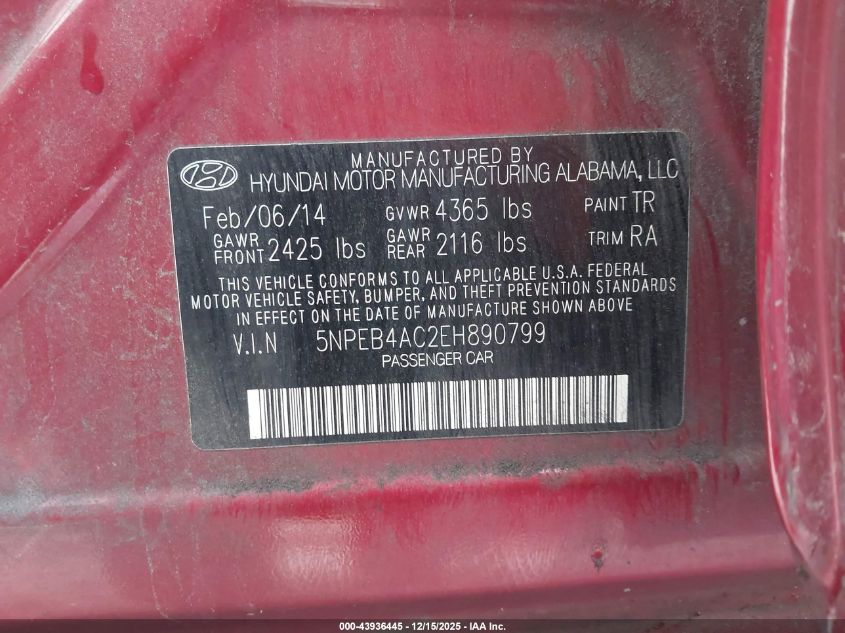 MANUFACTURED BY
HYUNDAI MOTOR MANUFACTURING ALABAMA, LLC
Feb/06/14 GVWR 4365 lbs PAINT TR
GAWR FRONT 2425 lbs GAWR REAR 2116 lbs TRIM RA
THIS VEHICLE CONFORMS TO ALL APPLICABLE U.S.A. FEDERAL
MOTOR VEHICLE SAFETY, BUMPER, AND THEFT PREVENTION STANDARDS
IN EFFECT ON THE DATE OF MANUFACTURE SHOWN ABOVE
V.I.N 5NPEB4AC2EH890799
PASSENGER CAR
000-43936445 - 12/15/2025 - IAA Inc.